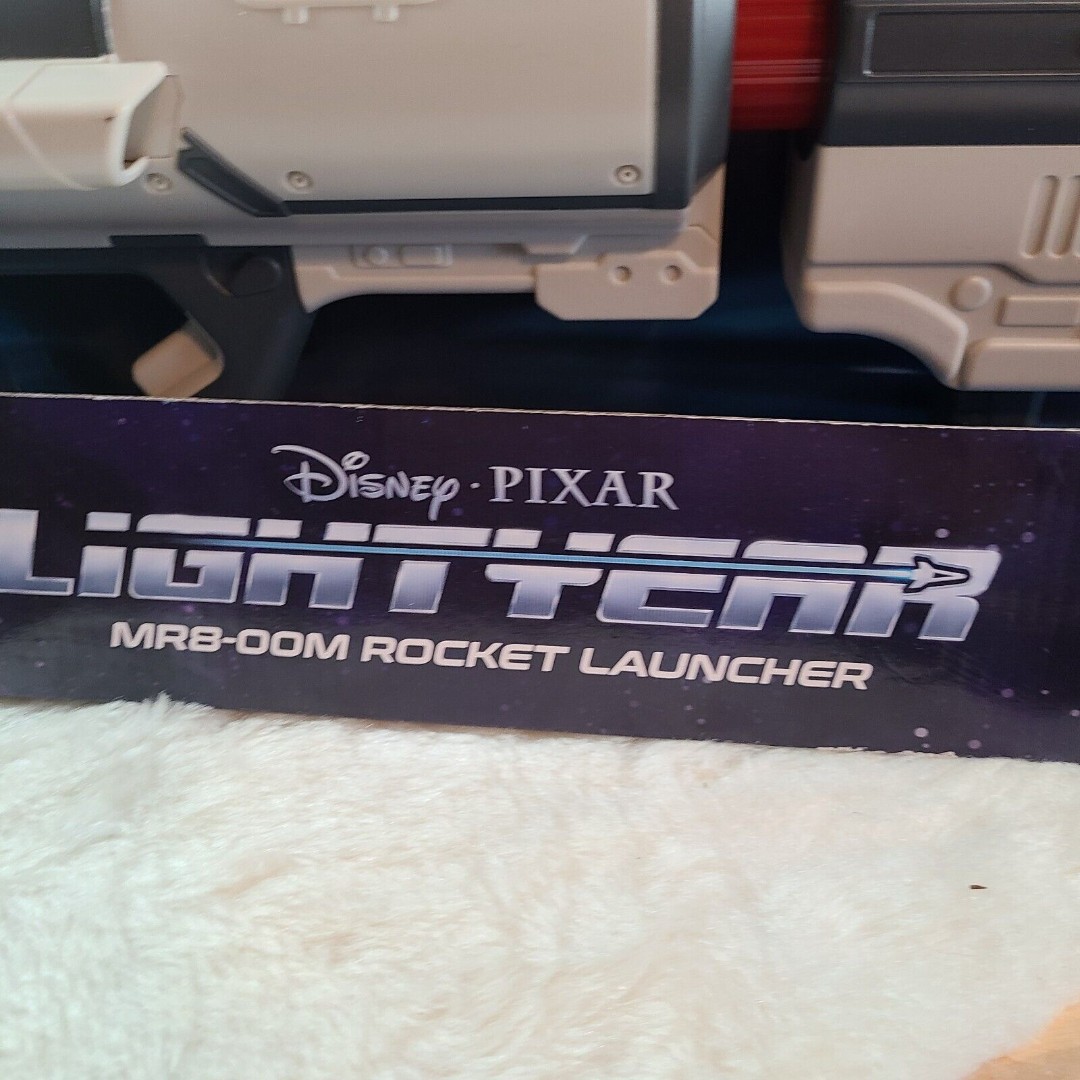 Disney · PIXAR
LIGHTYEAR
MR8-00M ROCKET LAUNCHER